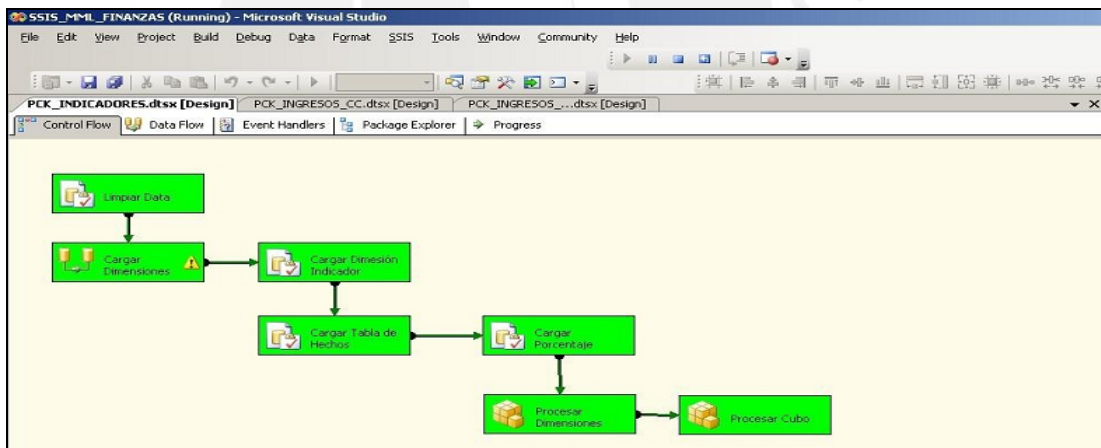 SSIS_MML_FINANZAS (Running) - Microsoft Visual Studio
File Edit View Project Build Debug Data Format SSIS Tools Window Community Help
PCK_INDICADORES.dtsx [Design] PCK_INGRESOS_CC.dtsx [Design] PCK_INGRESOS_...dtsx [Design]
Control Flow Data Flow Event Handlers Package Explorer Progress
Limpiar Data
Cargar
Dimensiones
Cargar Dimesión
Indicador
Cargar Tabla de
Hechos
Cargar
Porcentaje
Procesar
Dimensiones
Procesar Cubo